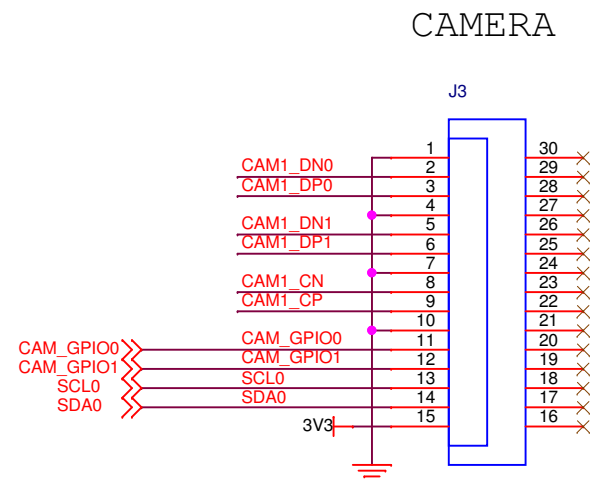 CAMERA
J3
1 30
CAM1_DN0 2 29
CAM1_DP0 3 28
4 27
CAM1_DN1 5 26
CAM1_DP1 6 25
7 24
CAM1_CN 8 23
CAM1_CP 9 22
10 21
CAM_GPIO0 CAM_GPIO0 11 20
CAM_GPIO1 CAM_GPIO1 12 19
SCL0 SCL0 13 18
SDA0 SDA0 14 17
3V3 15 16